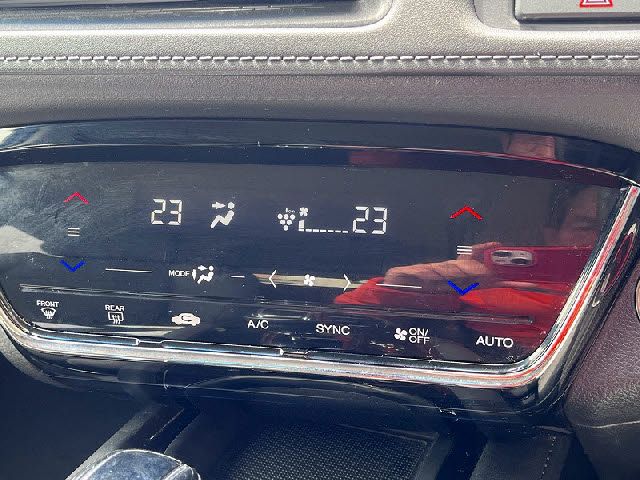 23 23
MODE
FRONT REAR
A/C SYNC ON/
OFF AUTO